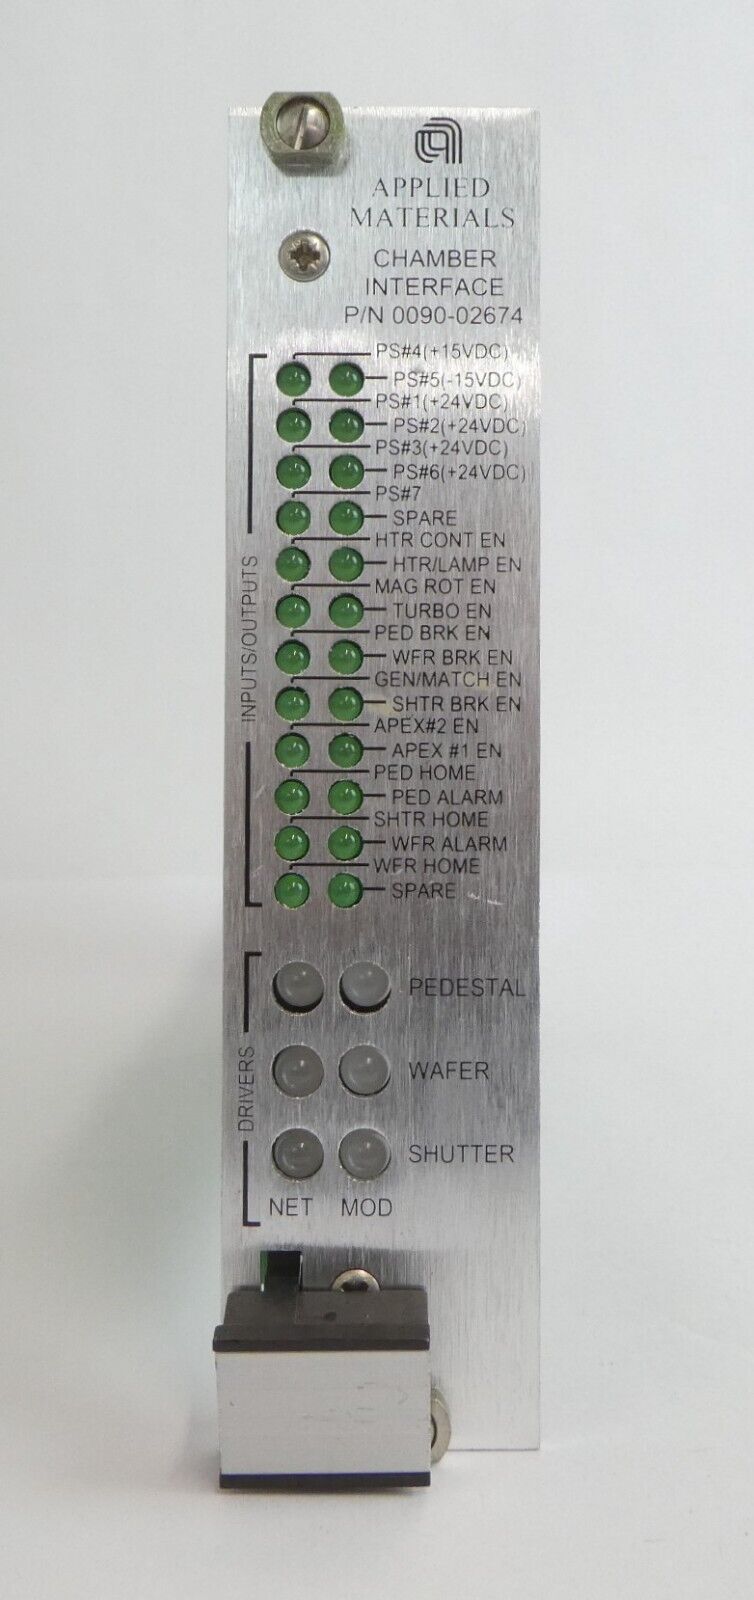 APPLIED
MATERIALS
CHAMBER
INTERFACE
P/N 0090-02674
PS#4(+15VDC)
PS#5(-15VDC)
PS#1(+24VDC)
PS#2(+24VDC)
PS#3(+24VDC)
PS#6(+24VDC)
PS#7
SPARE
HTR CONT EN
HTR/LAMP EN
MAG ROT EN
TURBO EN
PED BRK EN
WFR BRK EN
GEN/MATCH EN
SHTR BRK EN
APEX#2 EN
APEX #1 EN
PED HOME
PED ALARM
SHTR HOME
WFR ALARM
WFR HOME
SPARE
INPUTS/OUTPUTS
PEDESTAL
WAFER
SHUTTER
DRIVERS
NET MOD